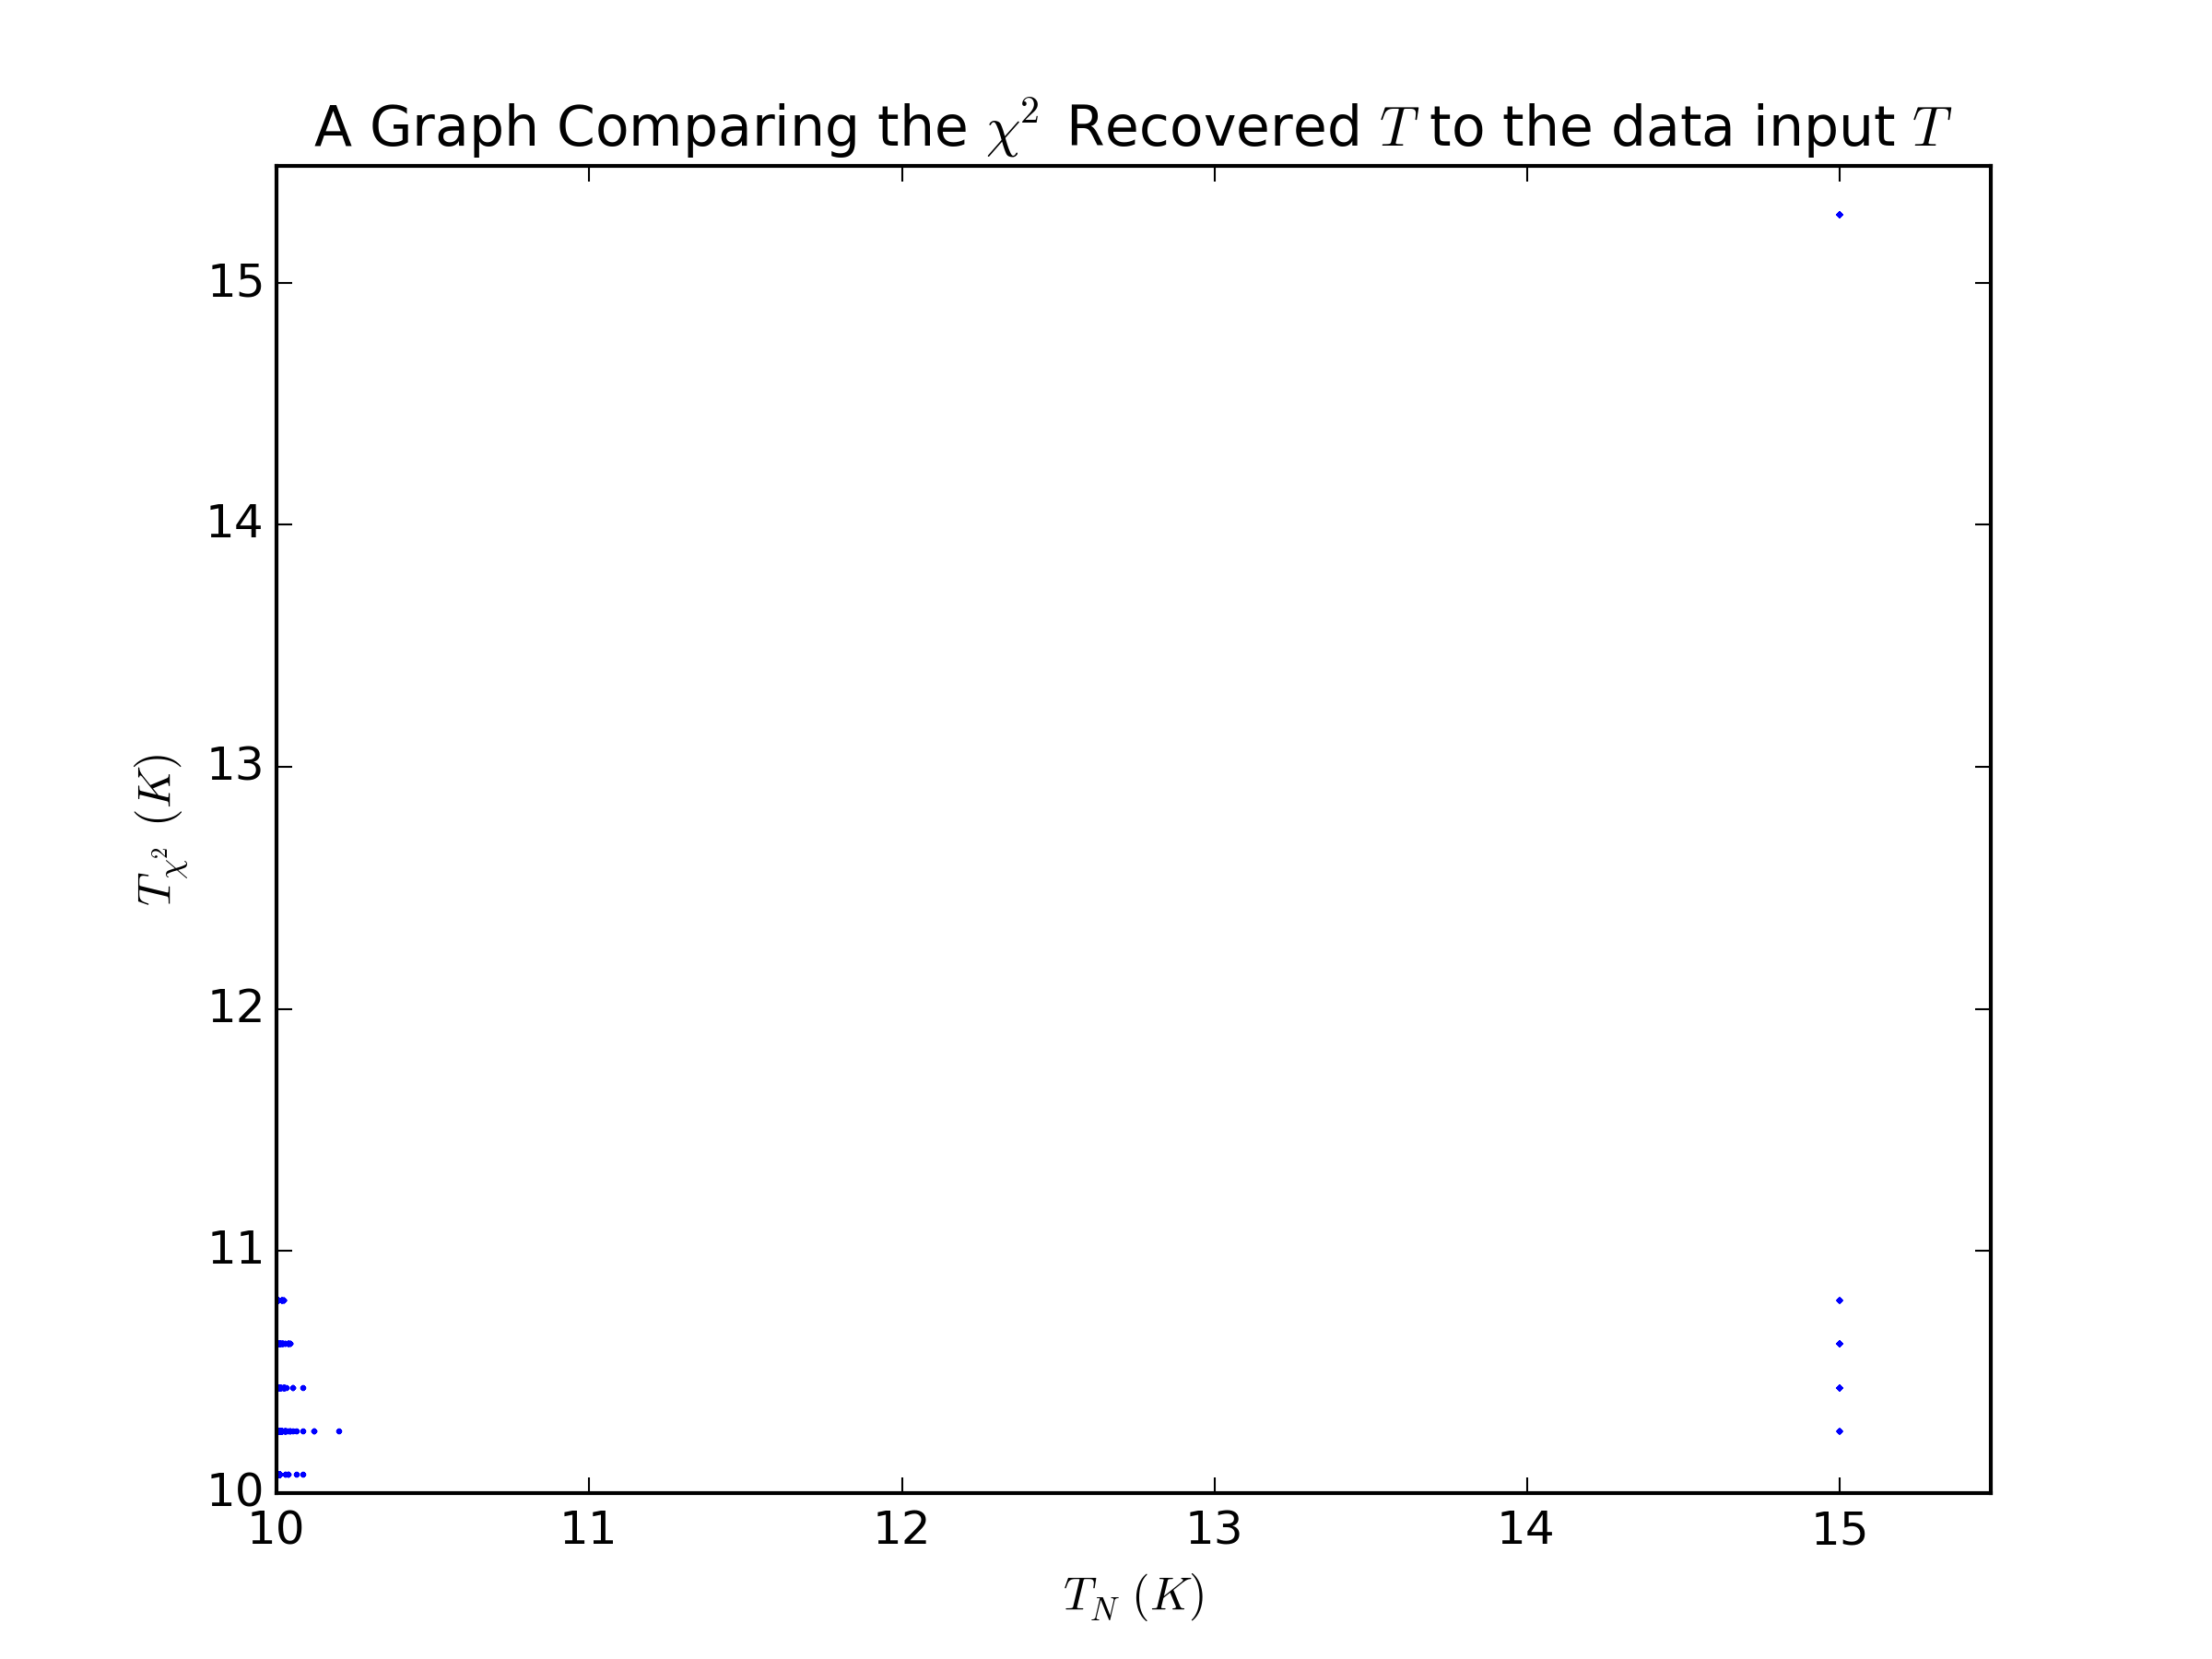 A Graph Comparing the χ² Recovered T to the data input T
15
14
13
12
11
10
T_χ² (K)
10 11 12 13 14 15
T_N (K)